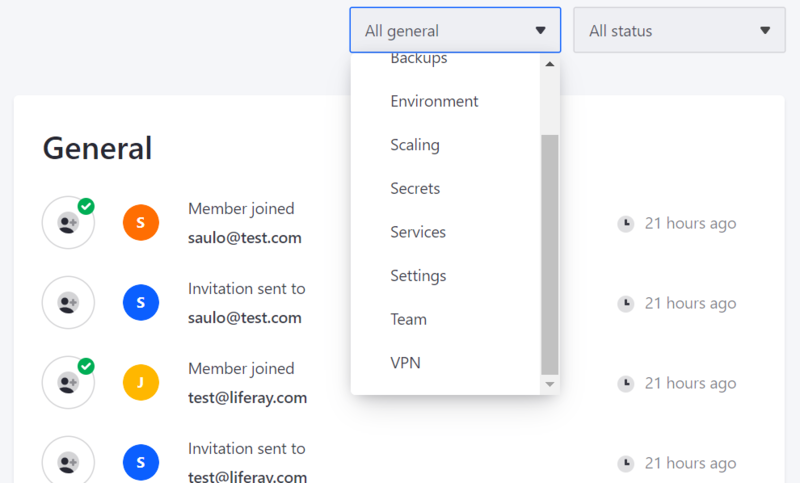 All general
All status
Backups
Environment
Scaling
Secrets
Services
Settings
Team
VPN
General
S
Member joined
saulo@test.com
21 hours ago
S
Invitation sent to
saulo@test.com
21 hours ago
J
Member joined
test@liferay.com
21 hours ago
S
Invitation sent to
test@liferay.com
21 hours ago